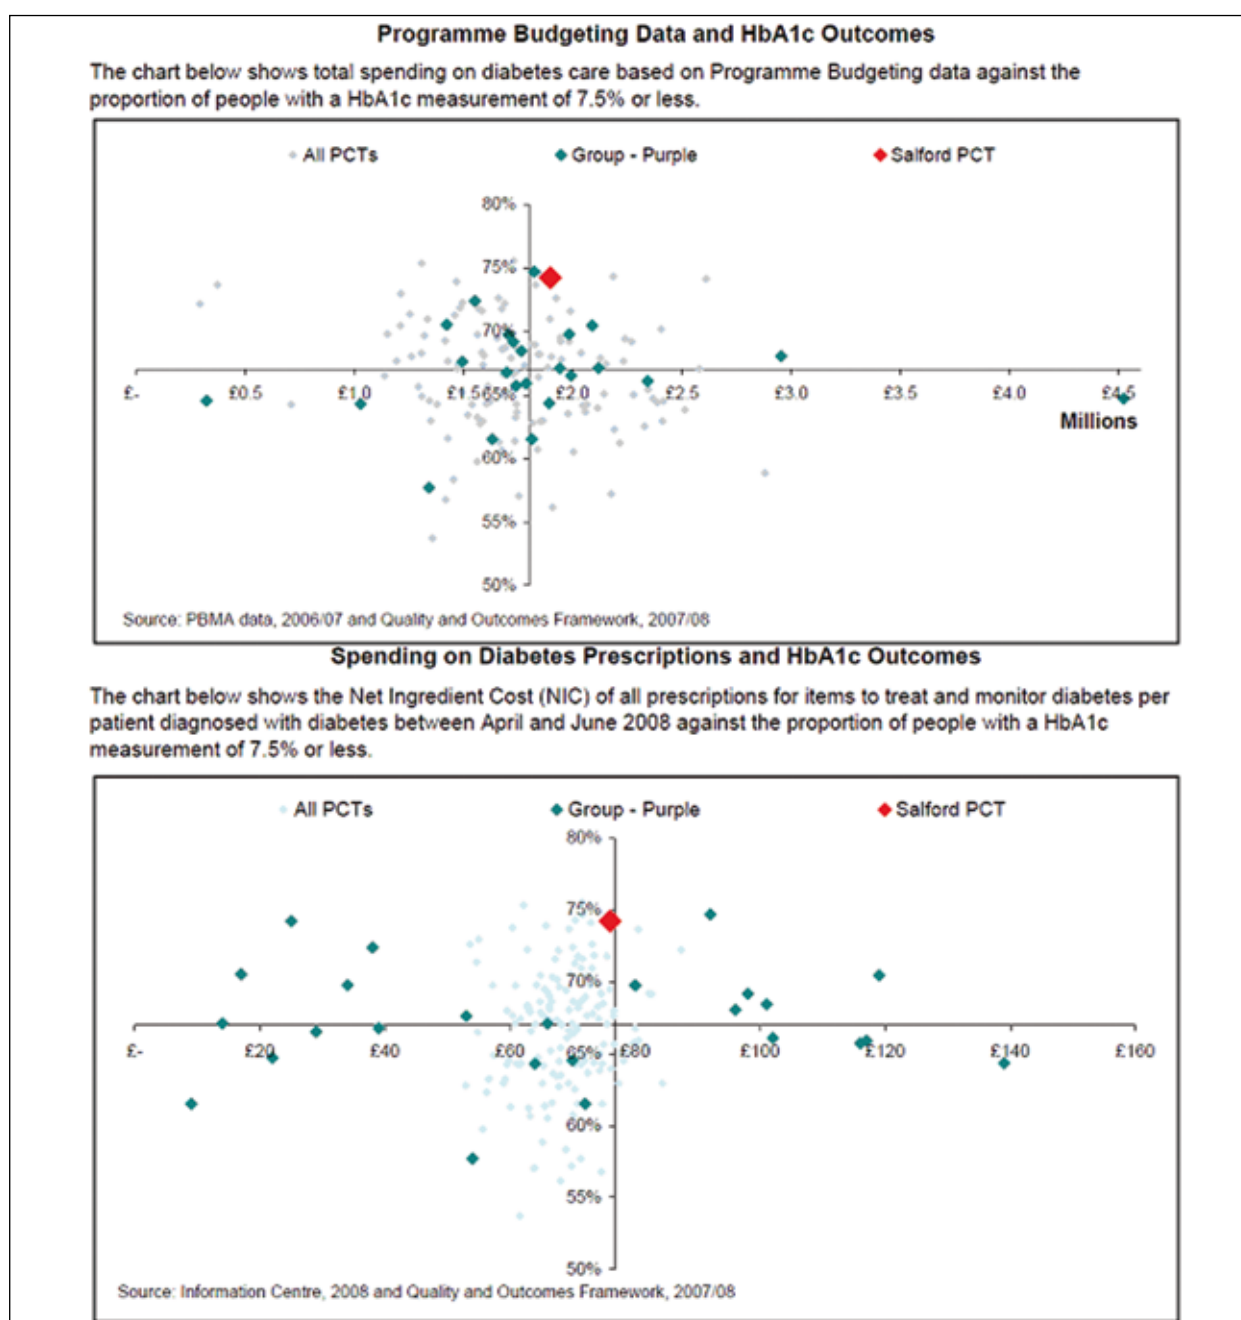 Programme Budgeting Data and HbA1c Outcomes
The chart below shows total spending on diabetes care based on Programme Budgeting data against the
proportion of people with a HbA1c measurement of 7.5% or less.
All PCTs Group - Purple Salford PCT
80%
75%
70%
£- £0.5 £1.0 £1.5 65% £2.0 £2.5 £3.0 £3.5 £4.0 £4.5
Millions
60%
55%
50%
Source: PBMA data, 2006/07 and Quality and Outcomes Framework, 2007/08
Spending on Diabetes Prescriptions and HbA1c Outcomes
The chart below shows the Net Ingredient Cost (NIC) of all prescriptions for items to treat and monitor diabetes per
patient diagnosed with diabetes between April and June 2008 against the proportion of people with a HbA1c
measurement of 7.5% or less.
All PCTs Group - Purple Salford PCT
80%
75%
70%
£- £20 £40 £60 65% £80 £100 £120 £140 £160
60%
55%
50%
Source: Information Centre, 2008 and Quality and Outcomes Framework, 2007/08